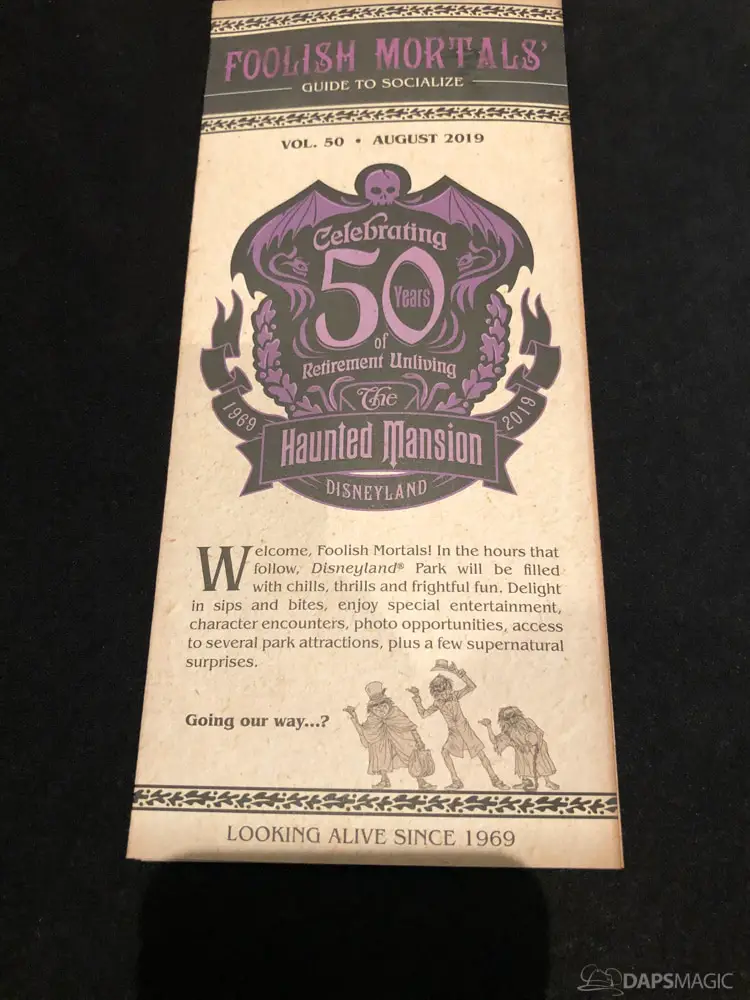 FOOLISH MORTALS'
GUIDE TO SOCIALIZE
VOL. 50 • AUGUST 2019
Celebrating
50
Years
of
Retirement Unliving
The
1969
2019
Haunted Mansion
DISNEYLAND
Welcome, Foolish Mortals! In the hours that
follow, Disneyland® Park will be filled
with chills, thrills and frightful fun. Delight
in sips and bites, enjoy special entertainment,
character encounters, photo opportunities, access
to several park attractions, plus a few supernatural
surprises.
Going our way...?
LOOKING ALIVE SINCE 1969
DAPSMAGIC